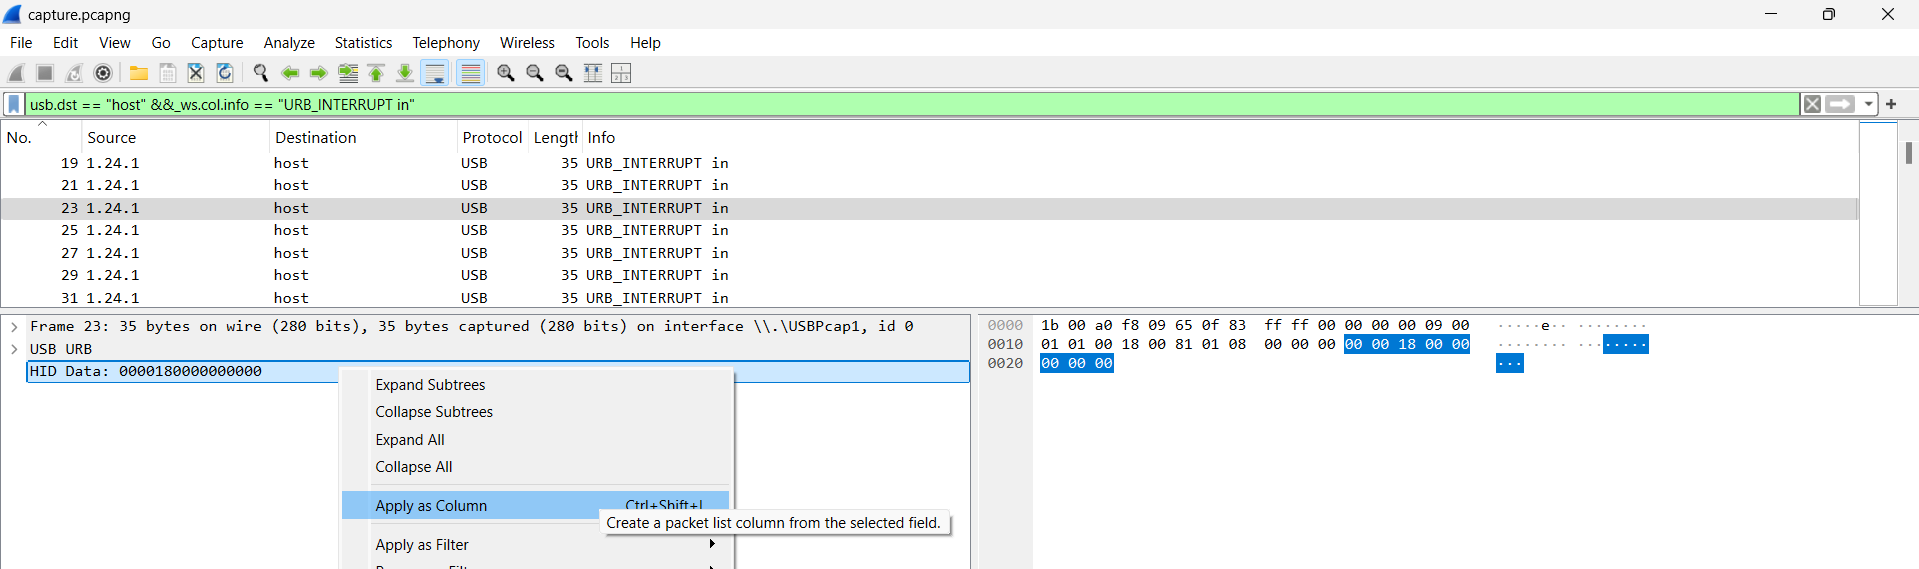 capture.pcapng
File Edit View Go Capture Analyze Statistics Telephony Wireless Tools Help
usb.dst == "host" &&_ws.col.info == "URB_INTERRUPT in"
No. Source Destination Protocol Length Info
19 1.24.1 host USB 35 URB_INTERRUPT in
21 1.24.1 host USB 35 URB_INTERRUPT in
23 1.24.1 host USB 35 URB_INTERRUPT in
25 1.24.1 host USB 35 URB_INTERRUPT in
27 1.24.1 host USB 35 URB_INTERRUPT in
29 1.24.1 host USB 35 URB_INTERRUPT in
31 1.24.1 host USB 35 URB_INTERRUPT in
Frame 23: 35 bytes on wire (280 bits), 35 bytes captured (280 bits) on interface \\.\USBPcap1, id 0
USB URB
HID Data: 0000180000000000
Expand Subtrees
Collapse Subtrees
Expand All
Collapse All
Apply as Column Ctrl+Shift+I
Create a packet list column from the selected field.
Apply as Filter
0000 1b 00 a0 f8 09 65 0f 83 ff ff 00 00 00 00 09 00 ·····e·· ········
0010 01 01 00 18 00 81 01 08 00 00 00 00 00 18 00 00 ········ ········
0020 00 00 00 ···